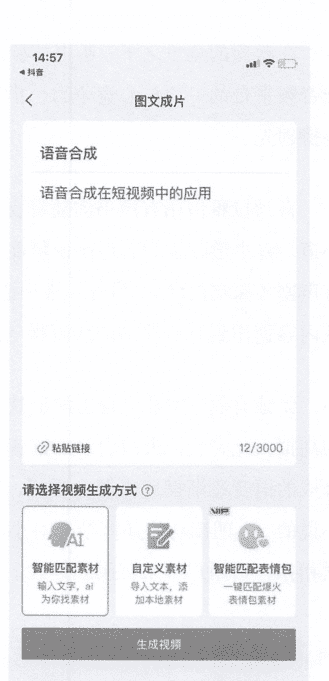 14:57
◀抖音
图文成片
语音合成
语音合成在短视频中的应用
粘贴链接
12/3000
请选择视频生成方式
AI
智能匹配素材
输入文字，ai
为你找素材
自定义素材
导入文本，添
加本地素材
VIP
智能匹配表情包
一键匹配爆火
表情包素材
生成视频